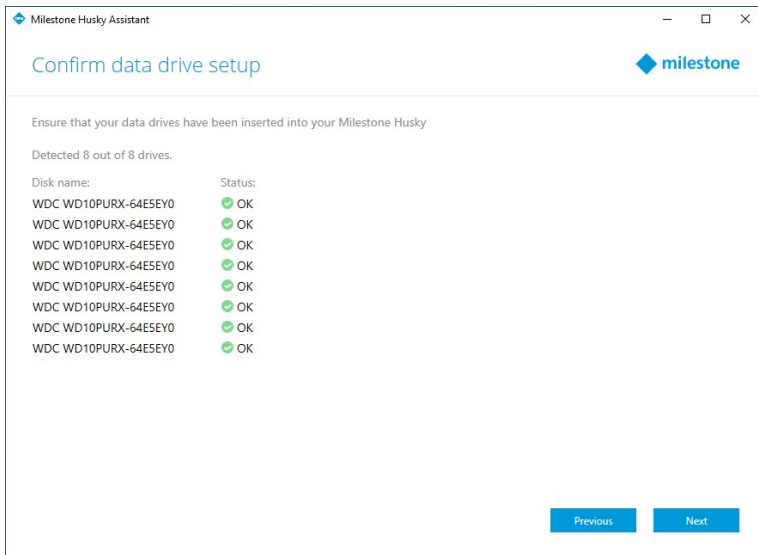 Milestone Husky Assistant
Confirm data drive setup
milestone
Ensure that your data drives have been inserted into your Milestone Husky
Detected 8 out of 8 drives.
Disk name: Status:
WDC WD10PURX-64E5EY0 OK
WDC WD10PURX-64E5EY0 OK
WDC WD10PURX-64E5EY0 OK
WDC WD10PURX-64E5EY0 OK
WDC WD10PURX-64E5EY0 OK
WDC WD10PURX-64E5EY0 OK
WDC WD10PURX-64E5EY0 OK
WDC WD10PURX-64E5EY0 OK
Previous Next